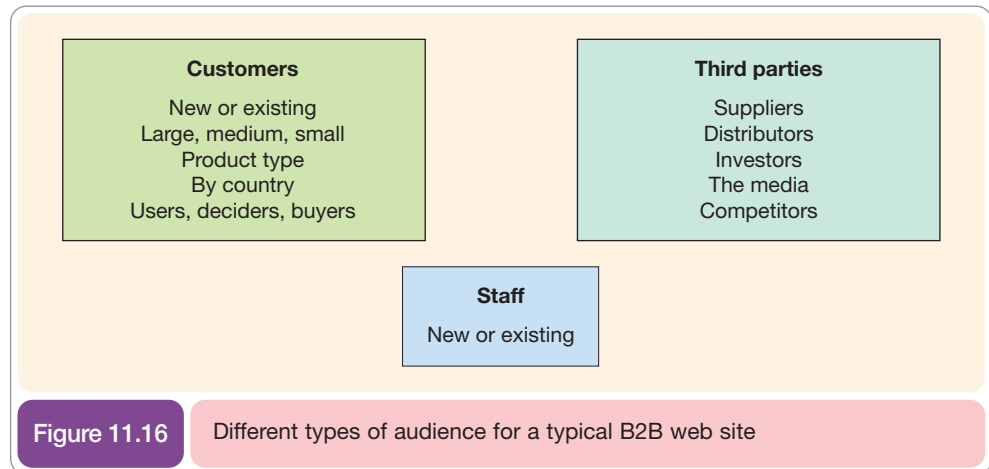 Customers
New or existing
Large, medium, small
Product type
By country
Users, deciders, buyers
Third parties
Suppliers
Distributors
Investors
The media
Competitors
Staff
New or existing
Figure 11.16
Different types of audience for a typical B2B web site